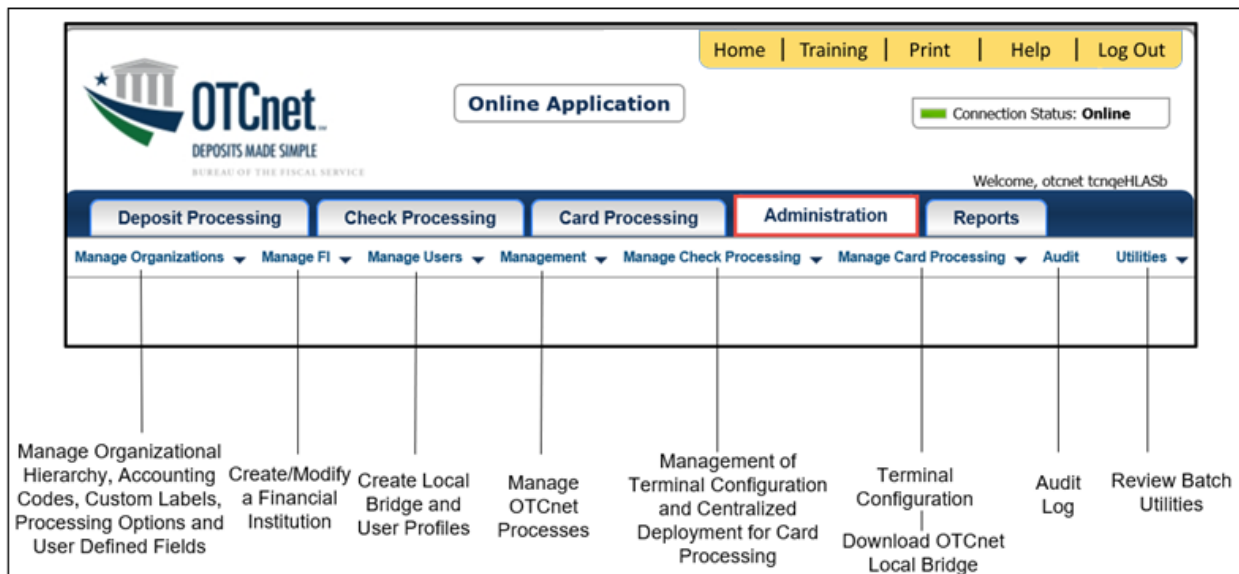 Home | Training | Print | Help | Log Out
OTCnet™
DEPOSITS MADE SIMPLE
BUREAU OF THE FISCAL SERVICE
Online Application
Connection Status: Online
Welcome, otcnet tcnqeHLASb
Deposit Processing Check Processing Card Processing Administration Reports
Manage Organizations Manage FI Manage Users Management Manage Check Processing Manage Card Processing Audit Utilities
Manage Organizational
Hierarchy, Accounting
Codes, Custom Labels,
Processing Options and
User Defined Fields
Create/Modify
a Financial
Institution
Create Local
Bridge and
User Profiles
Manage
OTCnet
Processes
Management of
Terminal Configuration
and Centralized
Deployment for Card
Processing
Terminal
Configuration
Download OTCnet
Local Bridge
Audit
Log
Review Batch
Utilities